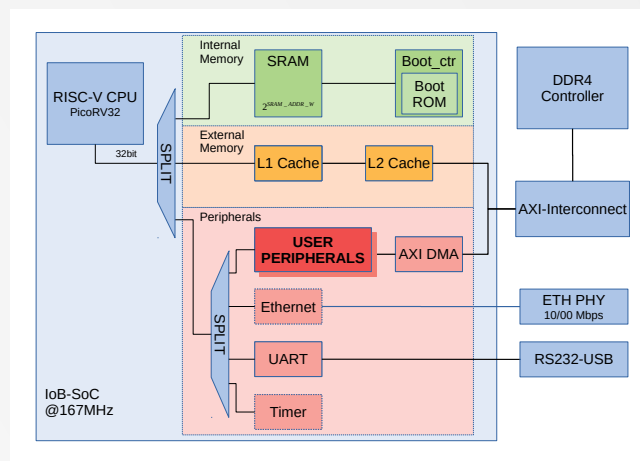 Internal
Memory
SRAM
2^SRAM_ADDR_W
Boot_ctr
Boot
ROM
RISC-V CPU
PicoRV32
32bit
SPLIT
External
Memory
L1 Cache
L2 Cache
DDR4
Controller
AXI-Interconnect
Peripherals
USER
PERIPHERALS
AXI DMA
SPLIT
Ethernet
ETH PHY
10/00 Mbps
UART
RS232-USB
Timer
IoB-SoC
@167MHz